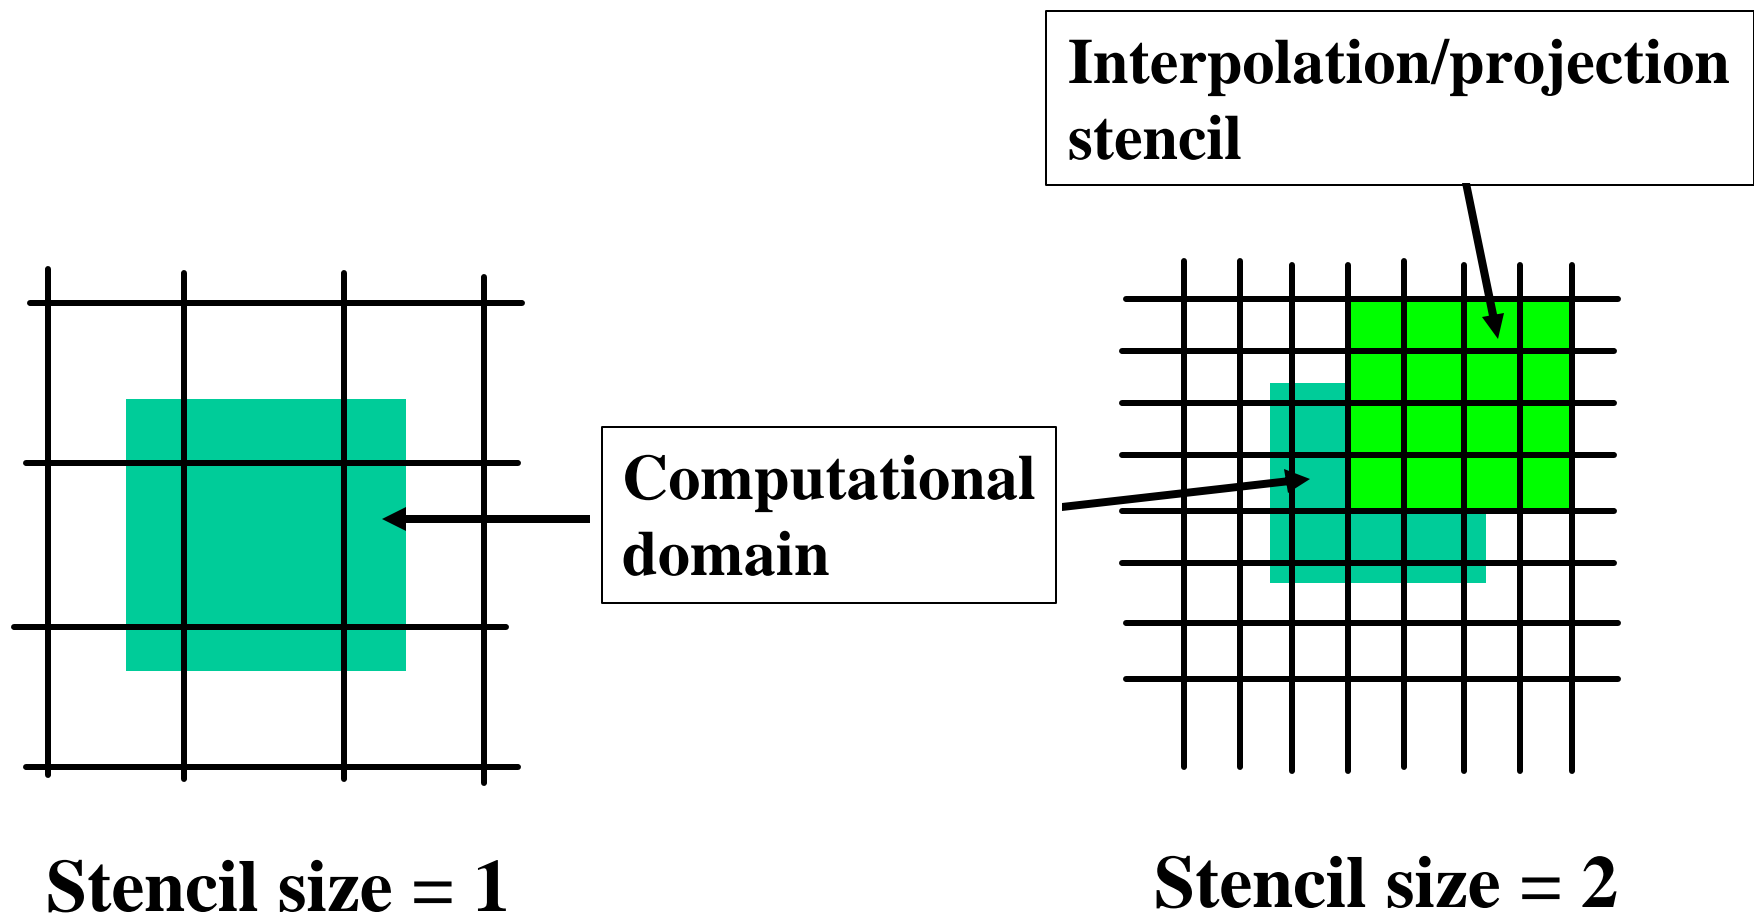 Interpolation/projection
stencil
Computational
domain
Stencil size = 1
Stencil size = 2